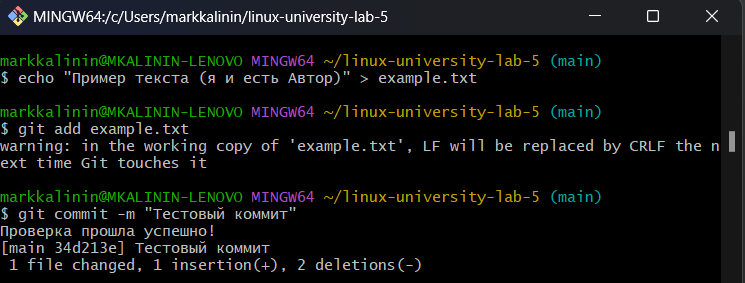 MINGW64:/c/Users/markkalinin/linux-university-lab-5
markkalinin@MKALININ-LENOVO MINGW64 ~/linux-university-lab-5 (main)
$ echo "Пример текста (я и есть Автор)" > example.txt
markkalinin@MKALININ-LENOVO MINGW64 ~/linux-university-lab-5 (main)
$ git add example.txt
warning: in the working copy of 'example.txt', LF will be replaced by CRLF the n
ext time Git touches it
markkalinin@MKALININ-LENOVO MINGW64 ~/linux-university-lab-5 (main)
$ git commit -m "Тестовый коммит"
Проверка прошла успешно!
[main 34d213e] Тестовый коммит
 1 file changed, 1 insertion(+), 2 deletions(-)